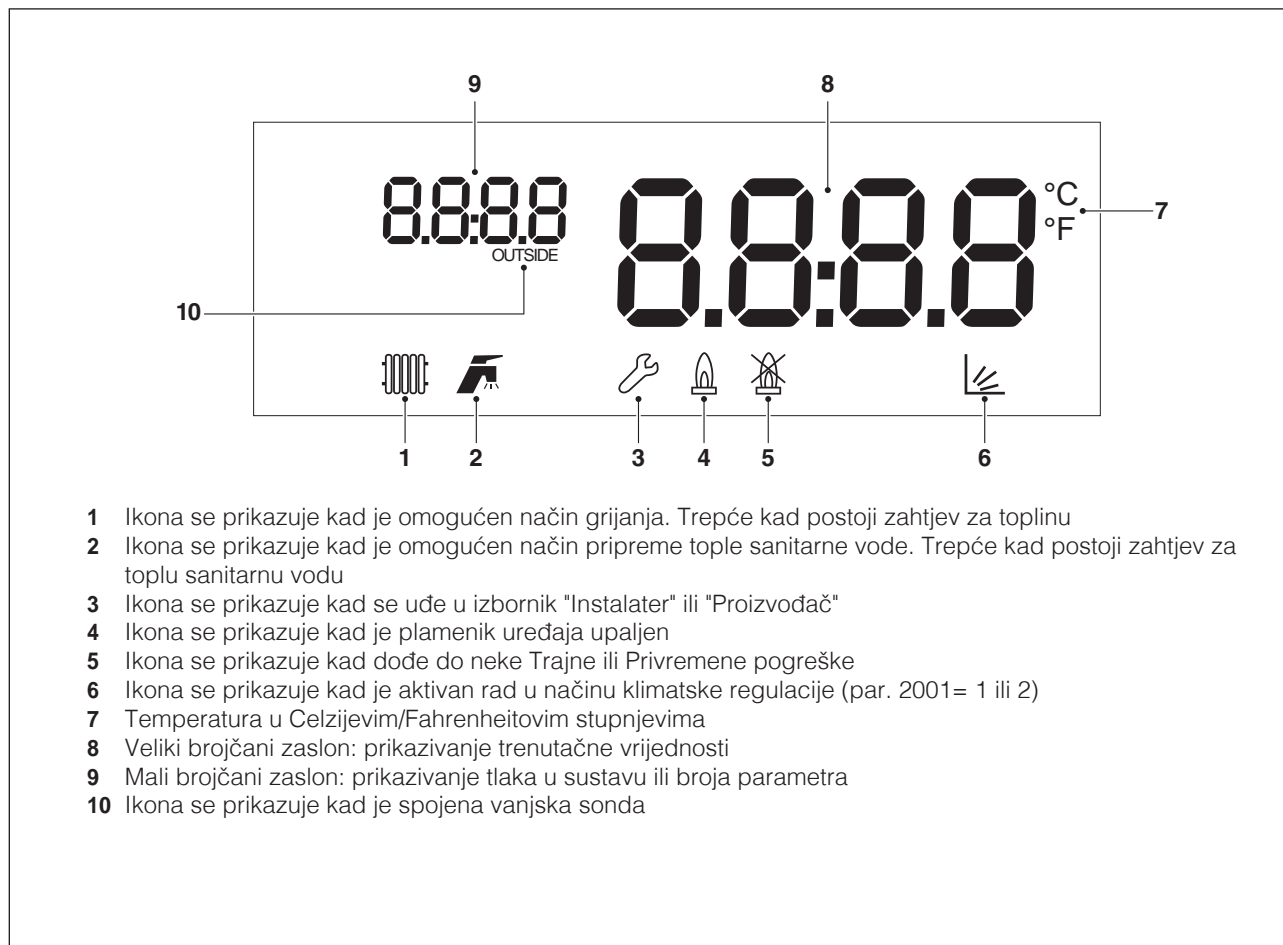 9
8
8.8:8.8
8.8:8.8
°C
°F
7
OUTSIDE
10
1
2
3
4
5
6
1 Ikona se prikazuje kad je omogućen način grijanja. Trepće kad postoji zahtjev za toplinu
2 Ikona se prikazuje kad je omogućen način pripreme tople sanitarne vode. Trepće kad postoji zahtjev za
toplu sanitarnu vodu
3 Ikona se prikazuje kad se uđe u izbornik "Instalater" ili "Proizvođač"
4 Ikona se prikazuje kad je plamenik uređaja upaljen
5 Ikona se prikazuje kad dođe do neke Trajne ili Privremene pogreške
6 Ikona se prikazuje kad je aktivan rad u načinu klimatske regulacije (par. 2001= 1 ili 2)
7 Temperatura u Celzijevim/Fahrenheitovim stupnjevima
8 Veliki brojčani zaslon: prikazivanje trenutačne vrijednosti
9 Mali brojčani zaslon: prikazivanje tlaka u sustavu ili broja parametra
10 Ikona se prikazuje kad je spojena vanjska sonda